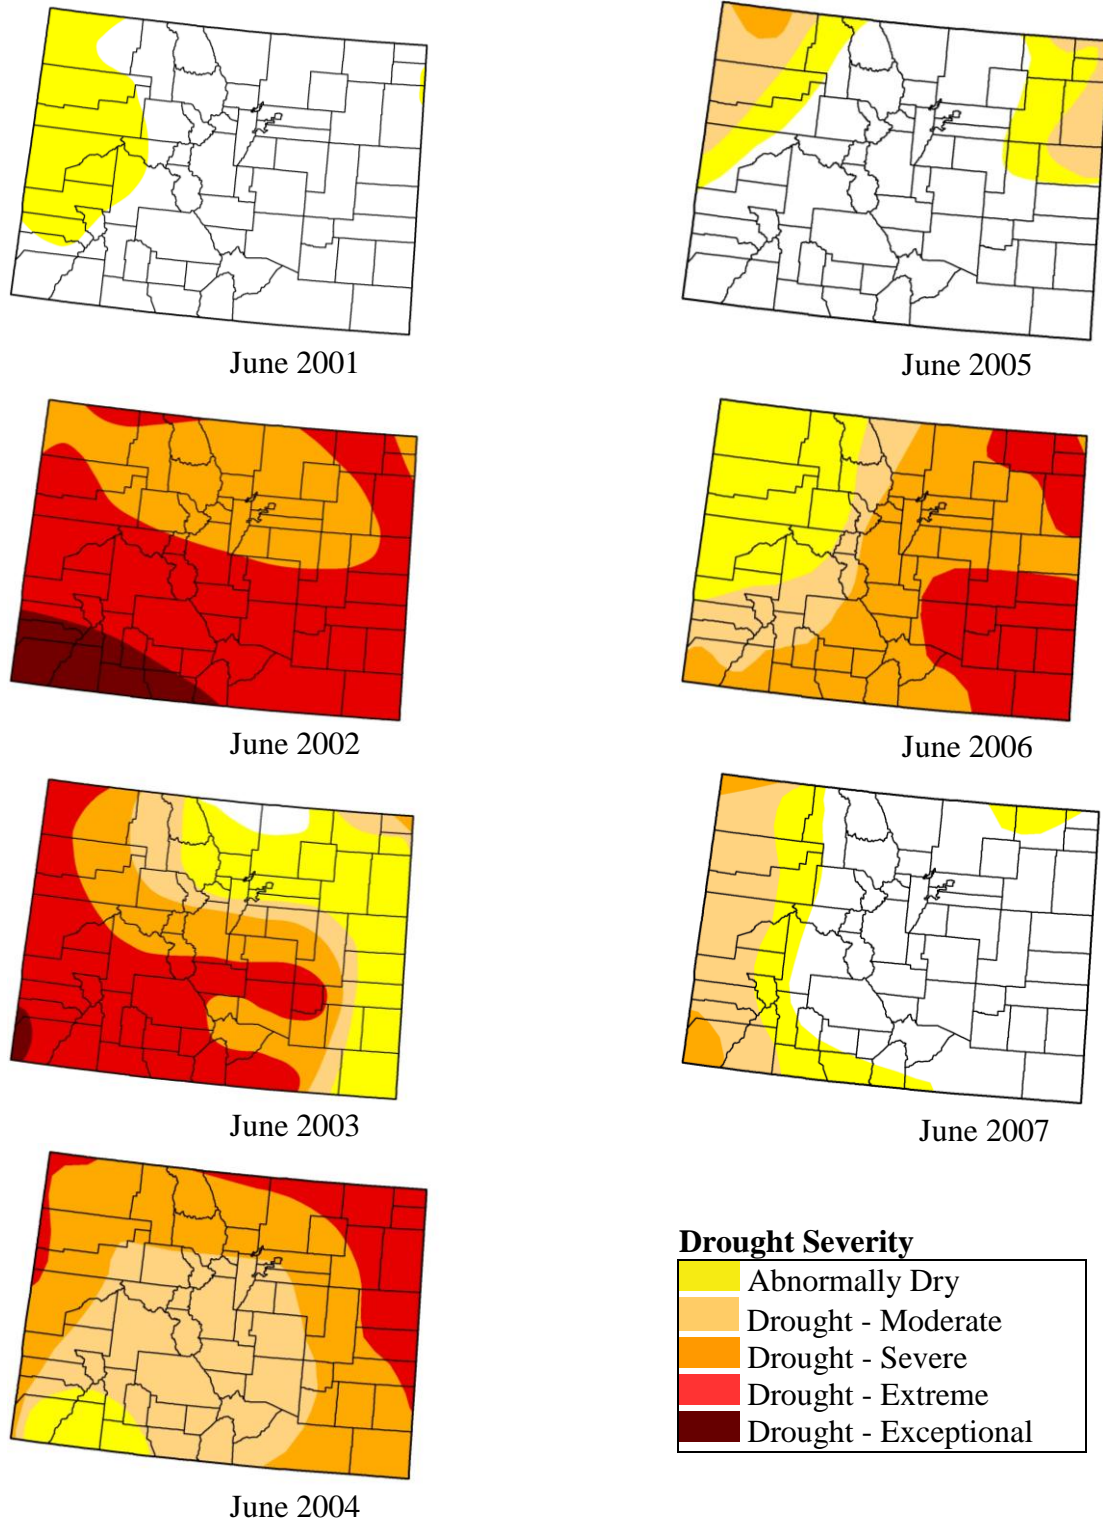 June 2001
June 2005
June 2002
June 2006
June 2003
June 2007
June 2004
Drought Severity
Abnormally Dry
Drought - Moderate
Drought - Severe
Drought - Extreme
Drought - Exceptional